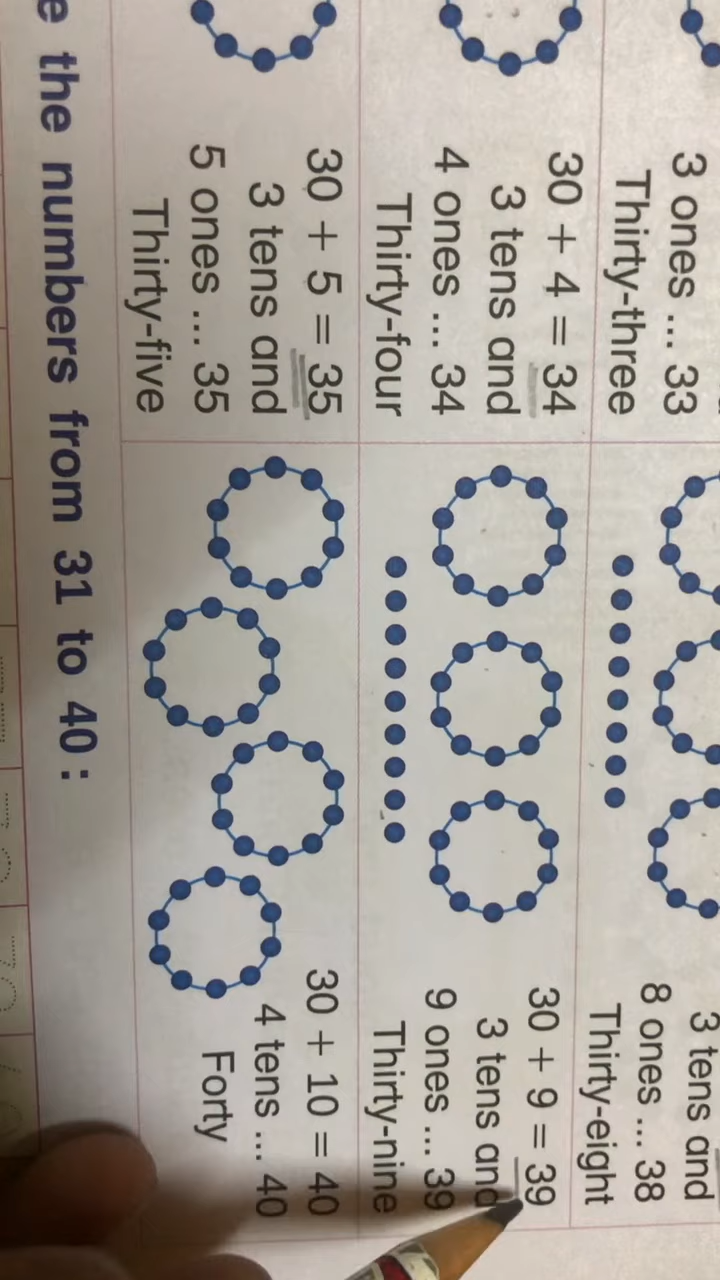 3 ones ... 33
Thirty-three
3 tens and
8 ones ... 38
Thirty-eight
30 + 4 = 34
3 tens and
4 ones ... 34
Thirty-four
30 + 9 = 39
3 tens and
9 ones ... 39
Thirty-nine
30 + 5 = 35
3 tens and
5 ones ... 35
Thirty-five
30 + 10 = 40
4 tens ... 40
Forty
e the numbers from 31 to 40 :